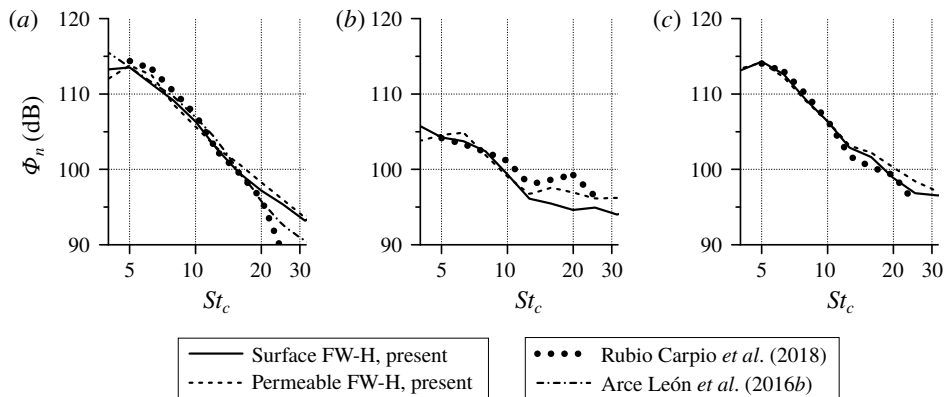 (a)
(b)
(c)
120
110
100
90
Φn (dB)
5 10 20 30
Stc
120
110
100
90
5 10 20 30
Stc
120
110
100
90
5 10 20 30
Stc
Surface FW-H, present
Permeable FW-H, present
Rubio Carpio et al. (2018)
Arce León et al. (2016b)